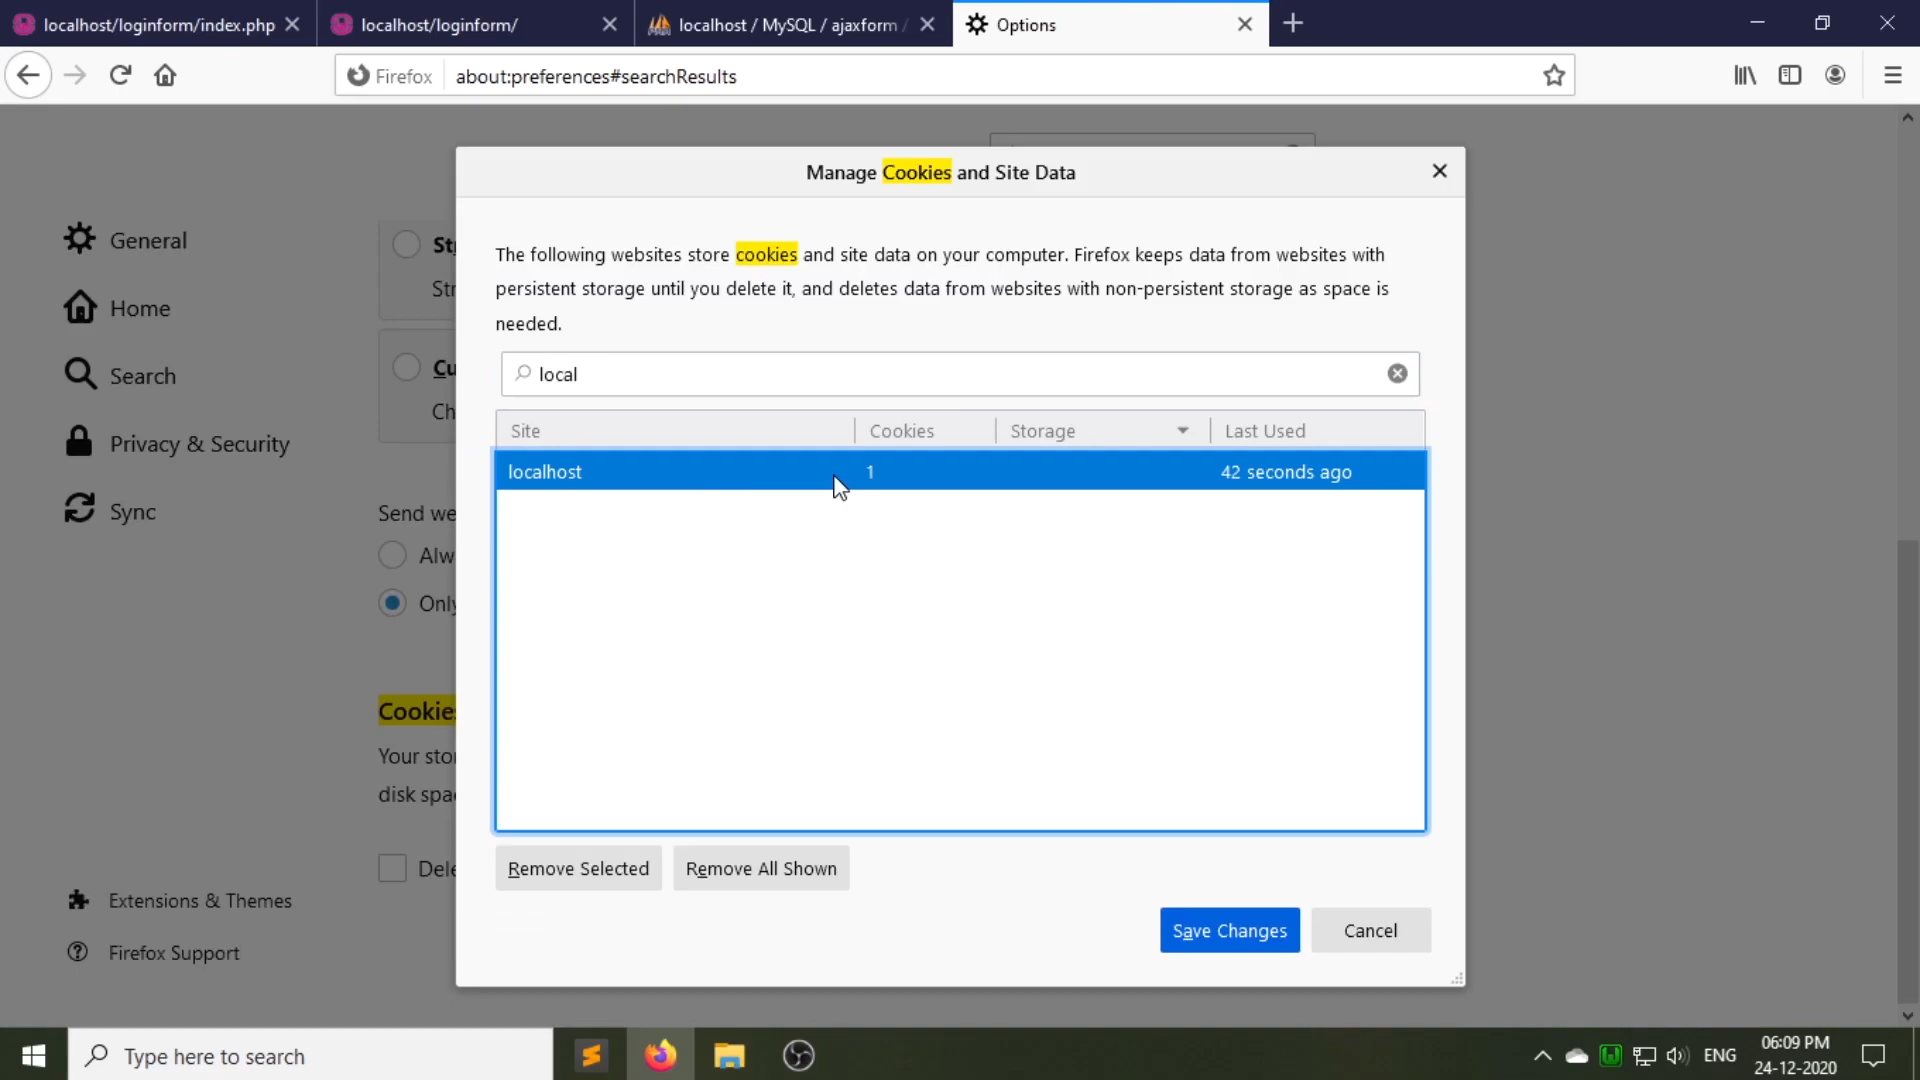 localhost/loginform/index.php
localhost/loginform/
localhost / MySQL / ajaxform /
Options
Firefox
about:preferences#searchResults
Manage Cookies and Site Data
The following websites store cookies and site data on your computer. Firefox keeps data from websites with
persistent storage until you delete it, and deletes data from websites with non-persistent storage as space is
needed.
local
Site
Cookies
Storage
Last Used
localhost
1
42 seconds ago
Remove Selected
Remove All Shown
Save Changes
Cancel
General
Home
Search
Privacy & Security
Sync
Extensions & Themes
Firefox Support
St
Str
Cu
Ch
Send we
Alw
Only
Cookies
Your sto
disk spa
Dele
Type here to search
ENG
06:09 PM
24-12-2020